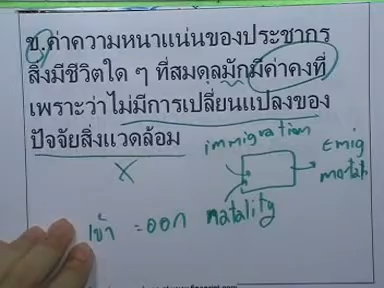 ข. ค่าความหนาแน่นของประชากร
สิ่งมีชีวิตใด ๆ ที่สมดุลมักมีค่าคงที่
เพราะว่าไม่มีการเปลี่ยนแปลงของ
ปัจจัยสิ่งแวดล้อม
immigration
Emig
mortali
natality
เข้า = ออก